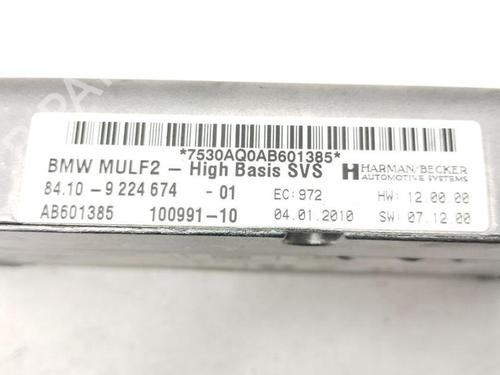 *7530AQ0AB601385*
BMW MULF2 – High Basis SVS
HARMAN/BECKER
AUTOMOTIVE SYSTEMS
84.10 - 9 224 674 - 01
EC: 972
HW: 12.00.00
AB601385
100991-10
04.01.2010
SW: 07.12.00